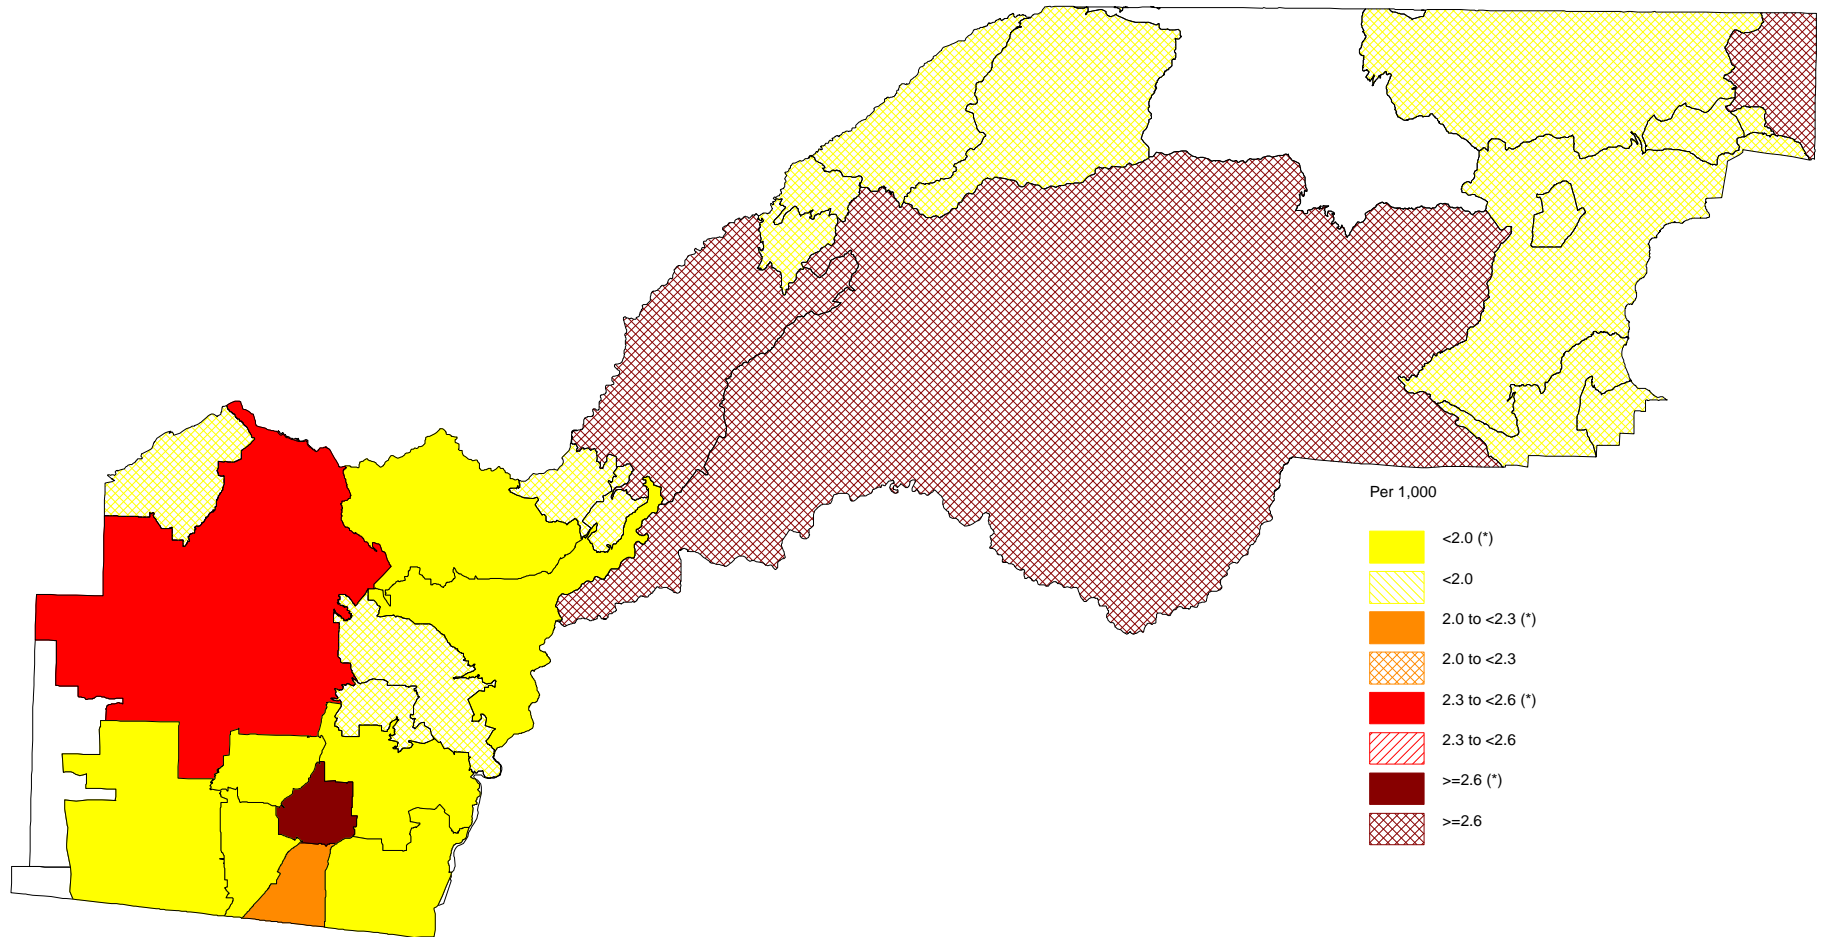 Per 1,000
<2.0 (*)
<2.0
2.0 to <2.3 (*)
2.0 to <2.3
2.3 to <2.6 (*)
2.3 to <2.6
>=2.6 (*)
>=2.6